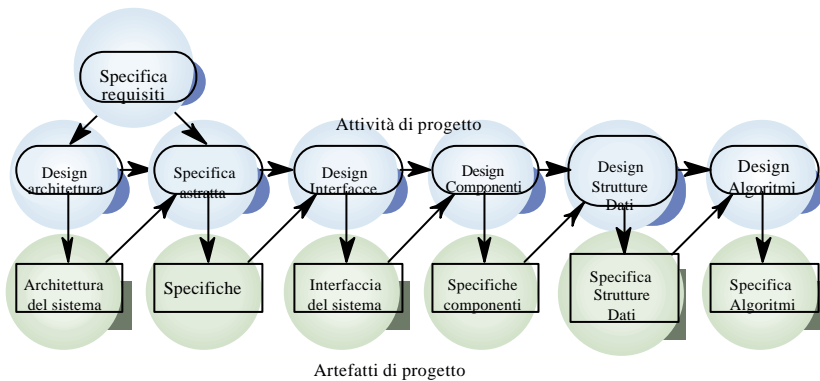 Specifica
requisiti
Attività di progetto
Design
architettura
Specifica
astratta
Design
Interfacce
Design
Componenti
Design
Strutture
Dati
Design
Algoritmi
Architettura
del sistema
Specifiche
Interfaccia
del sistema
Specifiche
componenti
Specifica
Strutture
Dati
Specifica
Algoritmi
Artefatti di progetto